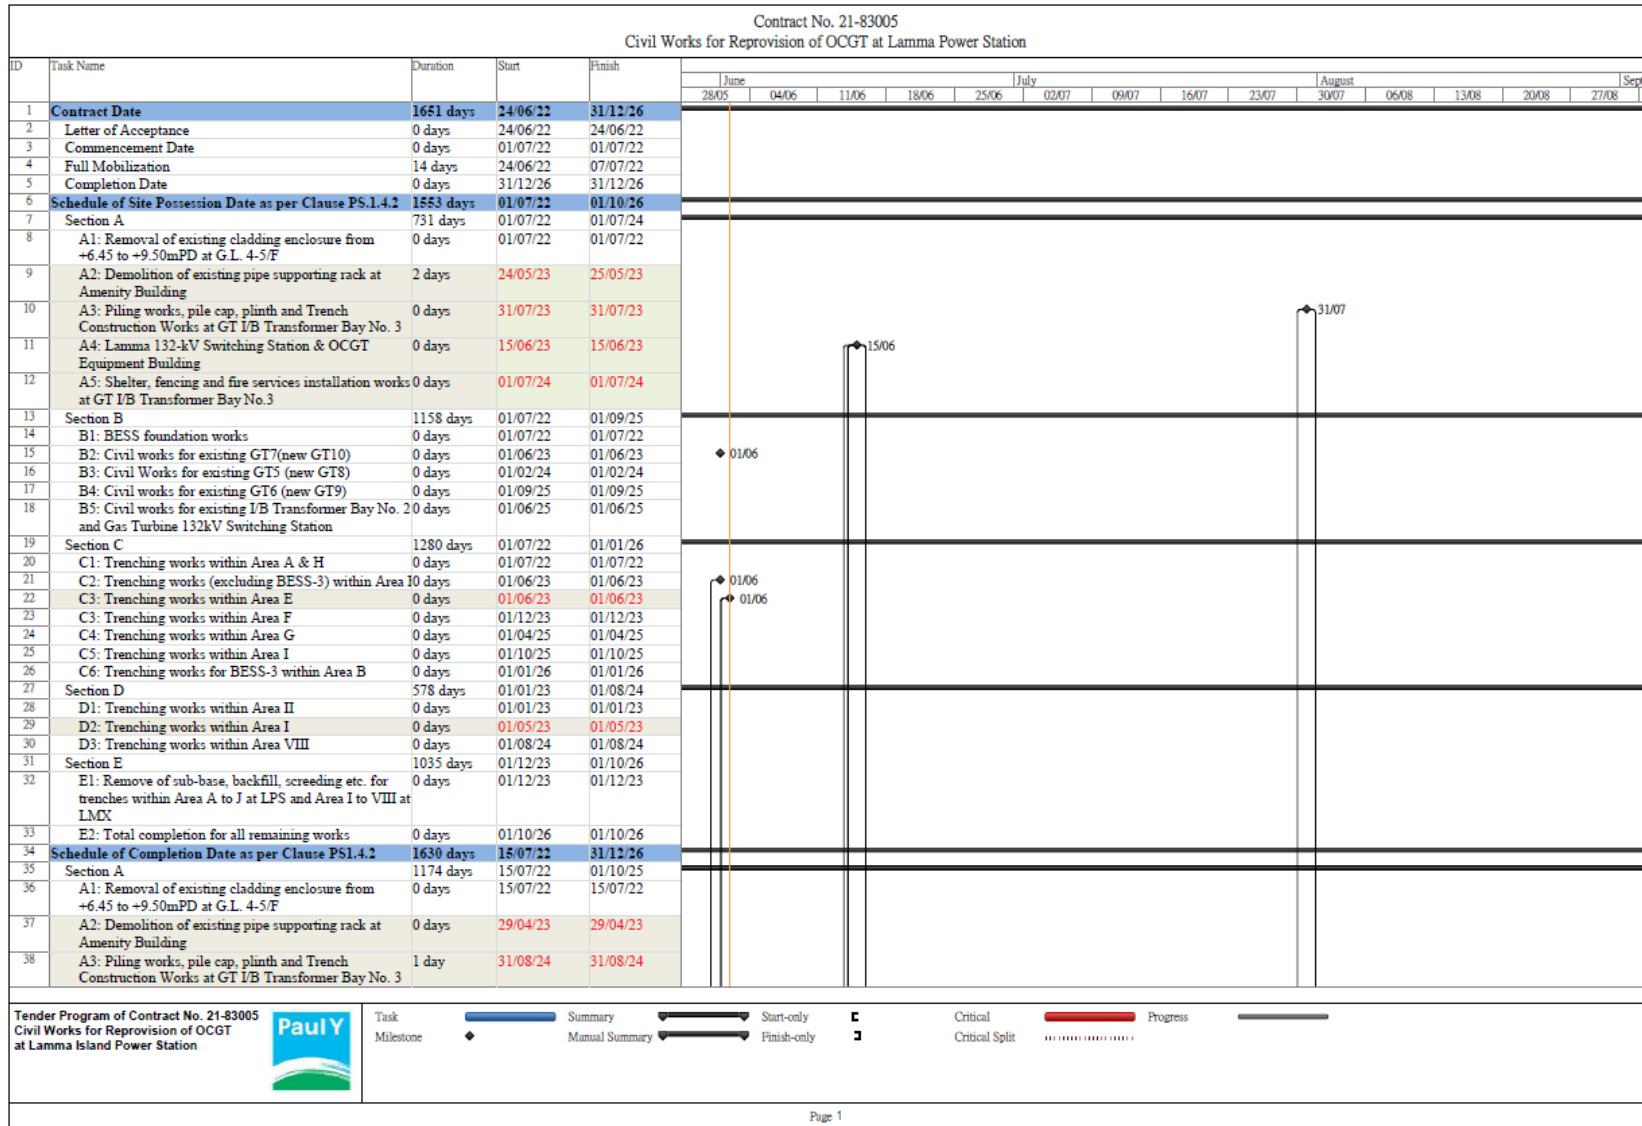 Contract No. 21-83005
Civil Works for Reprovision of OCGT at Lamma Power Station
ID Task Name Duration Start Finish
June July August Sept
28/05 04/06 11/06 18/06 25/06 02/07 09/07 16/07 23/07 30/07 06/08 13/08 20/08 27/08
1 Contract Date 1651 days 24/06/22 31/12/26
2 Letter of Acceptance 0 days 24/06/22 24/06/22
3 Commencement Date 0 days 01/07/22 01/07/22
4 Full Mobilization 14 days 24/06/22 07/07/22
5 Completion Date 0 days 31/12/26 31/12/26
6 Schedule of Site Possession Date as per Clause PS.1.4.2 1553 days 01/07/22 01/10/26
7 Section A 731 days 01/07/22 01/07/24
8 A1: Removal of existing cladding enclosure from 0 days 01/07/22 01/07/22
+6.45 to +9.50mPD at G.L. 4-5/F
9 A2: Demolition of existing pipe supporting rack at 2 days 24/05/23 25/05/23
Amenity Building
10 A3: Piling works, pile cap, plinth and Trench 0 days 31/07/23 31/07/23 31/07
Construction Works at GT I/B Transformer Bay No. 3
11 A4: Lamma 132-kV Switching Station & OCGT 0 days 15/06/23 15/06/23 15/06
Equipment Building
12 A5: Shelter, fencing and fire services installation works 0 days 01/07/24 01/07/24
at GT I/B Transformer Bay No.3
13 Section B 1158 days 01/07/22 01/09/25
14 B1: BESS foundation works 0 days 01/07/22 01/07/22
15 B2: Civil works for existing GT7(new GT10) 0 days 01/06/23 01/06/23 01/06
16 B3: Civil Works for existing GT5 (new GT8) 0 days 01/02/24 01/02/24
17 B4: Civil works for existing GT6 (new GT9) 0 days 01/09/25 01/09/25
18 B5: Civil works for existing I/B Transformer Bay No. 2 0 days 01/06/25 01/06/25
and Gas Turbine 132kV Switching Station
19 Section C 1280 days 01/07/22 01/01/26
20 C1: Trenching works within Area A & H 0 days 01/07/22 01/07/22
21 C2: Trenching works (excluding BESS-3) within Area 0 days 01/06/23 01/06/23 01/06
22 C3: Trenching works within Area E 0 days 01/06/23 01/06/23 01/06
23 C3: Trenching works within Area F 0 days 01/12/23 01/12/23
24 C4: Trenching works within Area G 0 days 01/04/25 01/04/25
25 C5: Trenching works within Area I 0 days 01/10/25 01/10/25
26 C6: Trenching works for BESS-3 within Area B 0 days 01/01/26 01/01/26
27 Section D 578 days 01/01/23 01/08/24
28 D1: Trenching works within Area II 0 days 01/01/23 01/01/23
29 D2: Trenching works within Area I 0 days 01/05/23 01/05/23
30 D3: Trenching works within Area VIII 0 days 01/08/24 01/08/24
31 Section E 1035 days 01/12/23 01/10/26
32 E1: Remove of sub-base, backfill, screeding etc. for 0 days 01/12/23 01/12/23
trenches within Area A to J at LPS and Area I to VIII at
LMX
33 E2: Total completion for all remaining works 0 days 01/10/26 01/10/26
34 Schedule of Completion Date as per Clause PS1.4.2 1630 days 15/07/22 31/12/26
35 Section A 1174 days 15/07/22 01/10/25
36 A1: Removal of existing cladding enclosure from 0 days 15/07/22 15/07/22
+6.45 to +9.50mPD at G.L. 4-5/F
37 A2: Demolition of existing pipe supporting rack at 0 days 29/04/23 29/04/23
Amenity Building
38 A3: Piling works, pile cap, plinth and Trench 1 day 31/08/24 31/08/24
Construction Works at GT I/B Transformer Bay No. 3
Tender Program of Contract No. 21-83005
Civil Works for Reprovision of OCGT
at Lamma Island Power Station
Paul Y
Task Summary Start-only Critical Progress
Milestone Manual Summary Finish-only Critical Split
Page 1